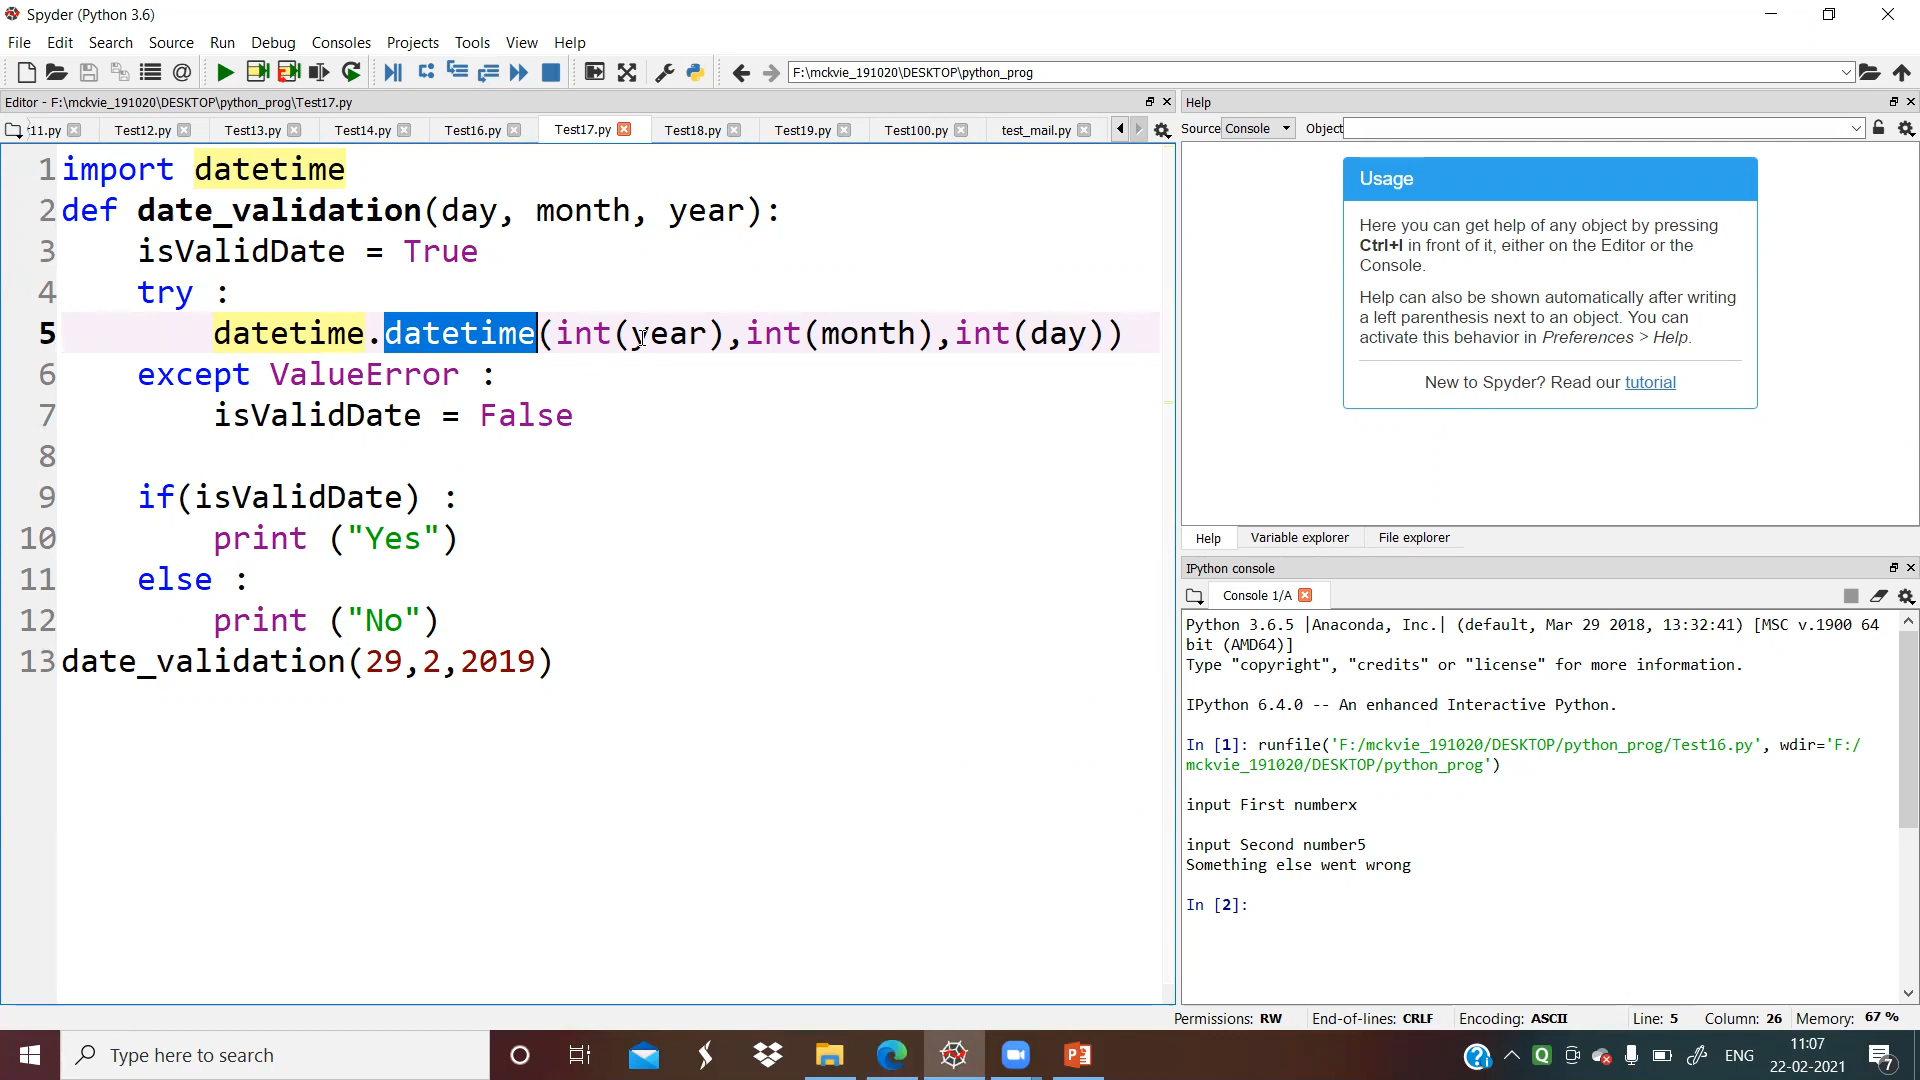 Spyder (Python 3.6)
File Edit Search Source Run Debug Consoles Projects Tools View Help
F:\mckvie_191020\DESKTOP\python_prog
Editor - F:\mckvie_191020\DESKTOP\python_prog\Test17.py
11.py Test12.py Test13.py Test14.py Test16.py Test17.py Test18.py Test19.py Test100.py test_mail.py
1 import datetime
2 def date_validation(day, month, year):
3 isValidDate = True
4 try :
5 datetime.datetime(int(year),int(month),int(day))
6 except ValueError :
7 isValidDate = False
8
9 if(isValidDate) :
10 print ("Yes")
11 else :
12 print ("No")
13 date_validation(29,2,2019)
Help
Source Console Object
Usage
Here you can get help of any object by pressing
Ctrl+I in front of it, either on the Editor or the
Console.
Help can also be shown automatically after writing
a left parenthesis next to an object. You can
activate this behavior in Preferences > Help.
New to Spyder? Read our tutorial
Help Variable explorer File explorer
IPython console
Console 1/A
Python 3.6.5 |Anaconda, Inc.| (default, Mar 29 2018, 13:32:41) [MSC v.1900 64
bit (AMD64)]
Type "copyright", "credits" or "license" for more information.
IPython 6.4.0 -- An enhanced Interactive Python.
In [1]: runfile('F:/mckvie_191020/DESKTOP/python_prog/Test16.py', wdir='F:/
mckvie_191020/DESKTOP/python_prog')
input First numberx
input Second number5
Something else went wrong
In [2]:
Permissions: RW End-of-lines: CRLF Encoding: ASCII Line: 5 Column: 26 Memory: 67 %
Type here to search
ENG
11:07
22-02-2021
7